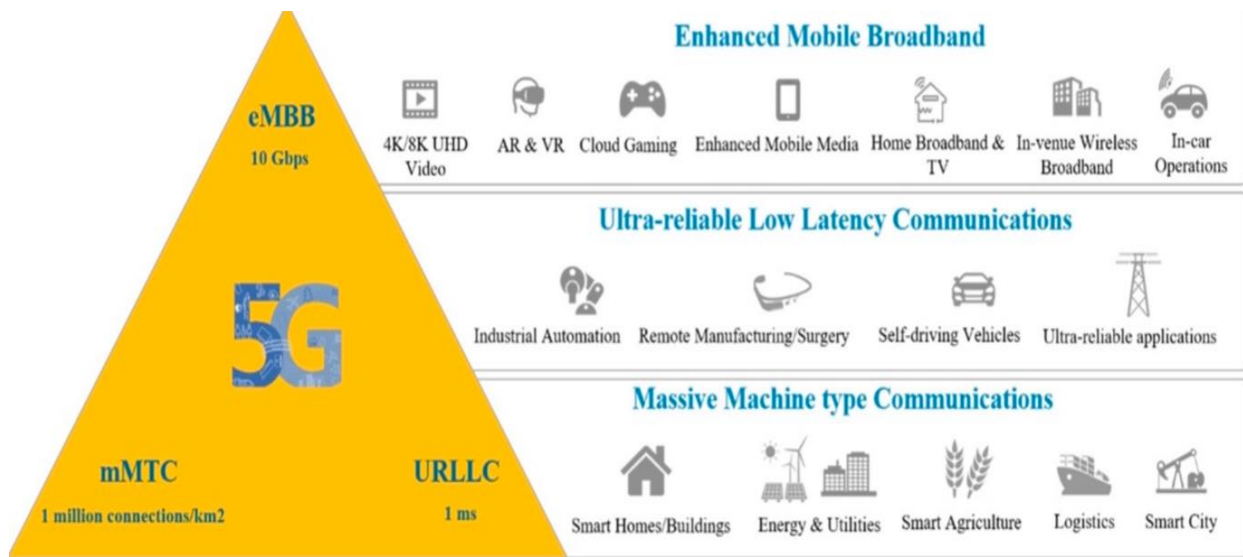 Enhanced Mobile Broadband
eMBB
10 Gbps
4K/8K UHD
Video
AR & VR
Cloud Gaming
Enhanced Mobile Media
Home Broadband &
TV
In-venue Wireless
Broadband
In-car
Operations
Ultra-reliable Low Latency Communications
5G
Industrial Automation
Remote Manufacturing/Surgery
Self-driving Vehicles
Ultra-reliable applications
Massive Machine type Communications
mMTC
1 million connections/km2
URLLC
1 ms
Smart Homes/Buildings
Energy & Utilities
Smart Agriculture
Logistics
Smart City